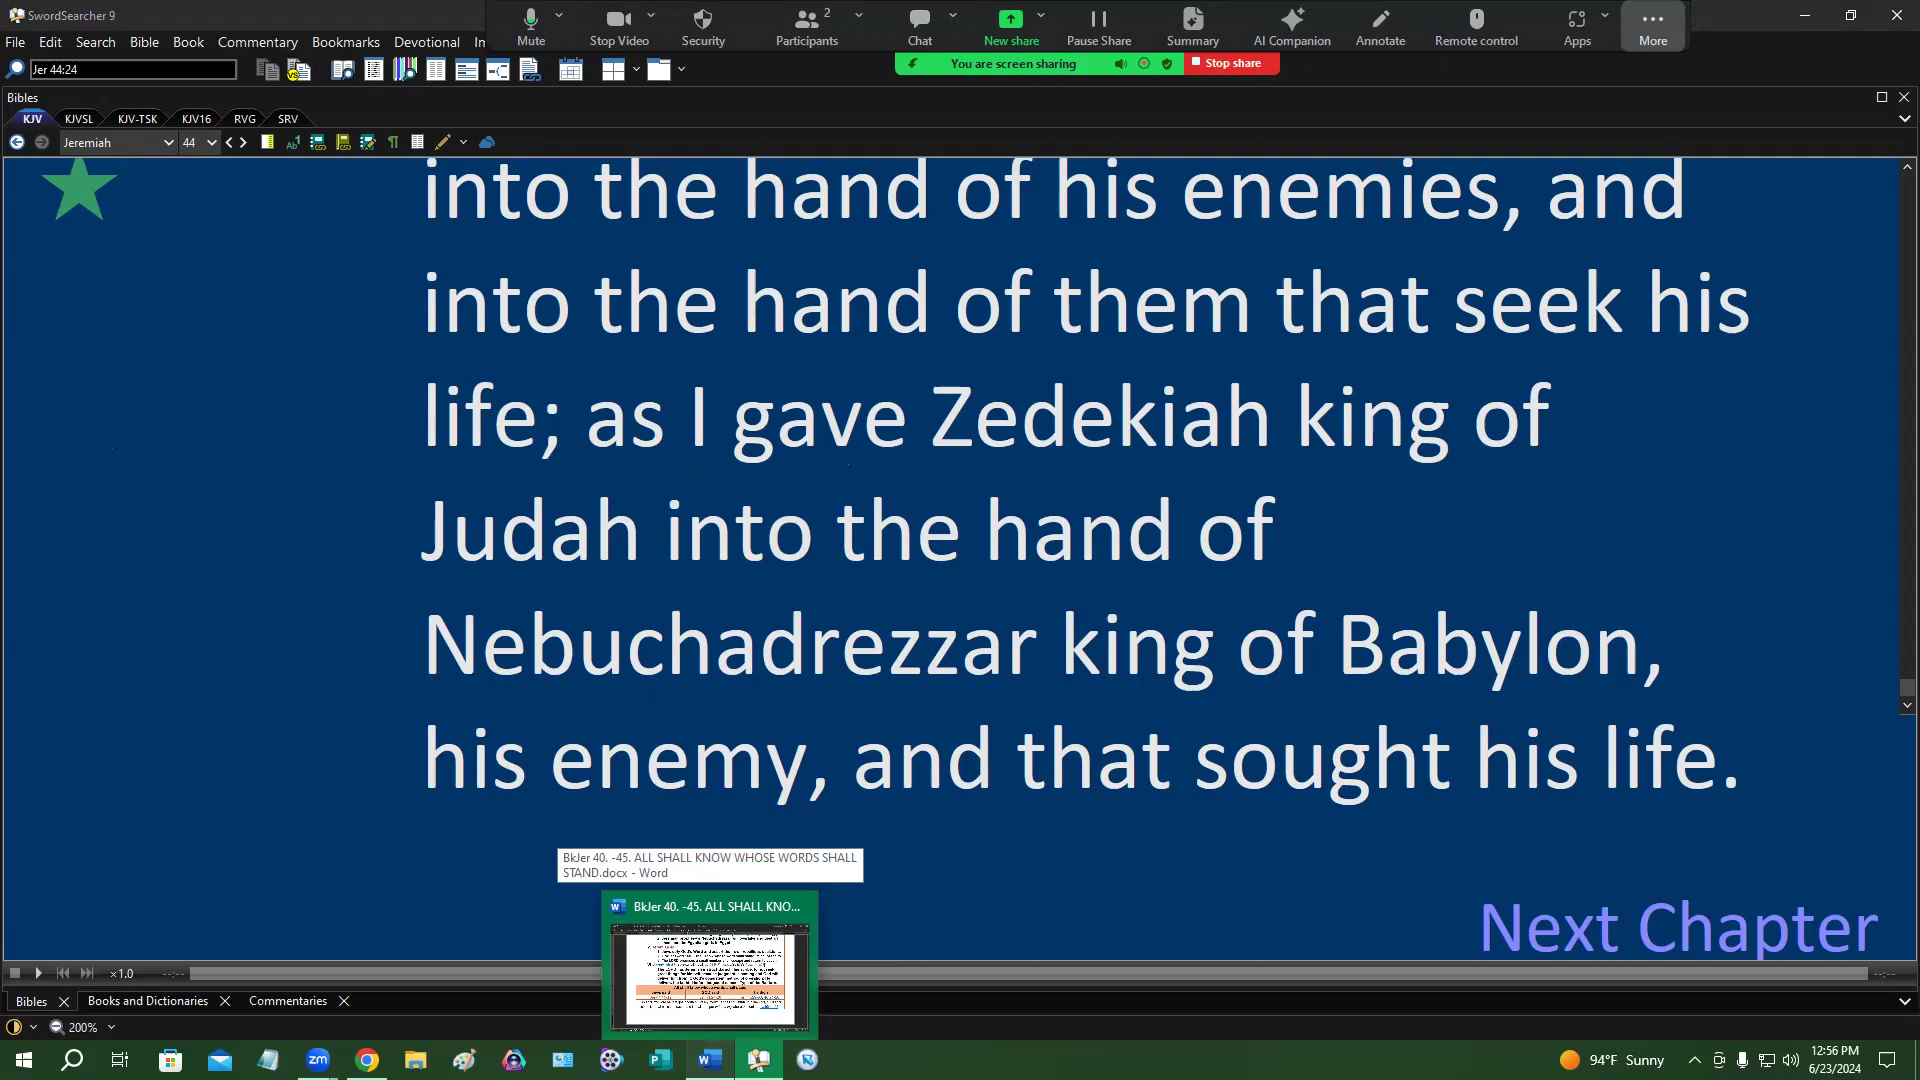 SwordSearcher 9
Mute
Stop Video
Security
2
Participants
Chat
New share
Pause Share
Summary
AI Companion
Annotate
Remote control
Apps
More
File Edit Search Bible Book Commentary Bookmarks Devotional
You are screen sharing
Stop share
Jer 44:24
Bibles
KJV KJVSL KJV-TSK KJV16 RVG SRV
Jeremiah 44
into the hand of his enemies, and
into the hand of them that seek his
life; as I gave Zedekiah king of
Judah into the hand of
Nebuchadrezzar king of Babylon,
his enemy, and that sought his life.
BkJer 40. -45. ALL SHALL KNOW WHOSE WORDS SHALL
STAND.docx - Word
BkJer 40. -45. ALL SHALL KNO...
Next Chapter
×1.0
--:--
--:--
Bibles
Books and Dictionaries
Commentaries
200%
94°F Sunny
12:56 PM
6/23/2024